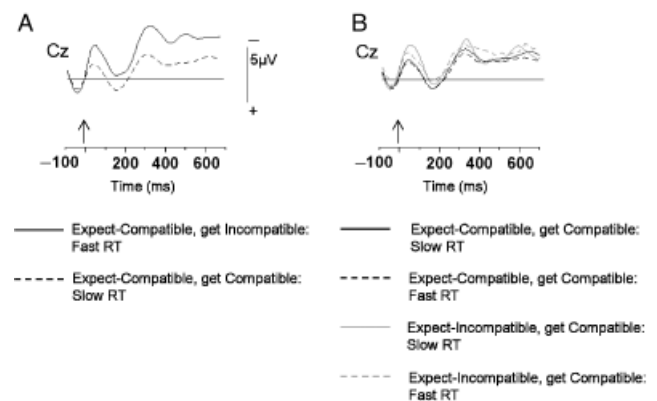 A
Cz
−
5µV
+
−100 0 200 400 600
Time (ms)
Expect-Compatible, get Incompatible:
Fast RT
Expect-Compatible, get Compatible:
Slow RT
B
Cz
−100 0 200 400 600
Time (ms)
Expect-Compatible, get Compatible:
Slow RT
Expect-Compatible, get Compatible:
Fast RT
Expect-Incompatible, get Compatible:
Slow RT
Expect-Incompatible, get Compatible:
Fast RT